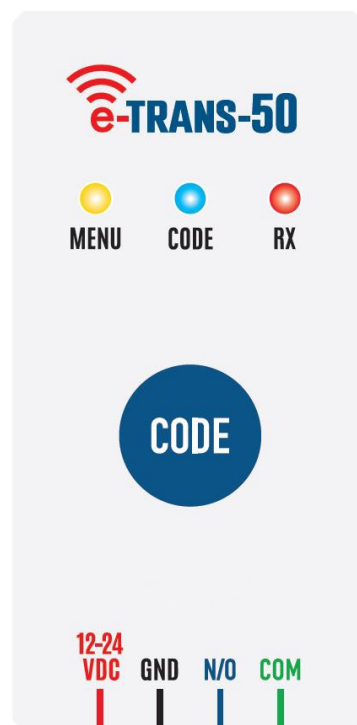 e-TRANS-50
MENU CODE RX
CODE
12-24
VDC GND N/O COM